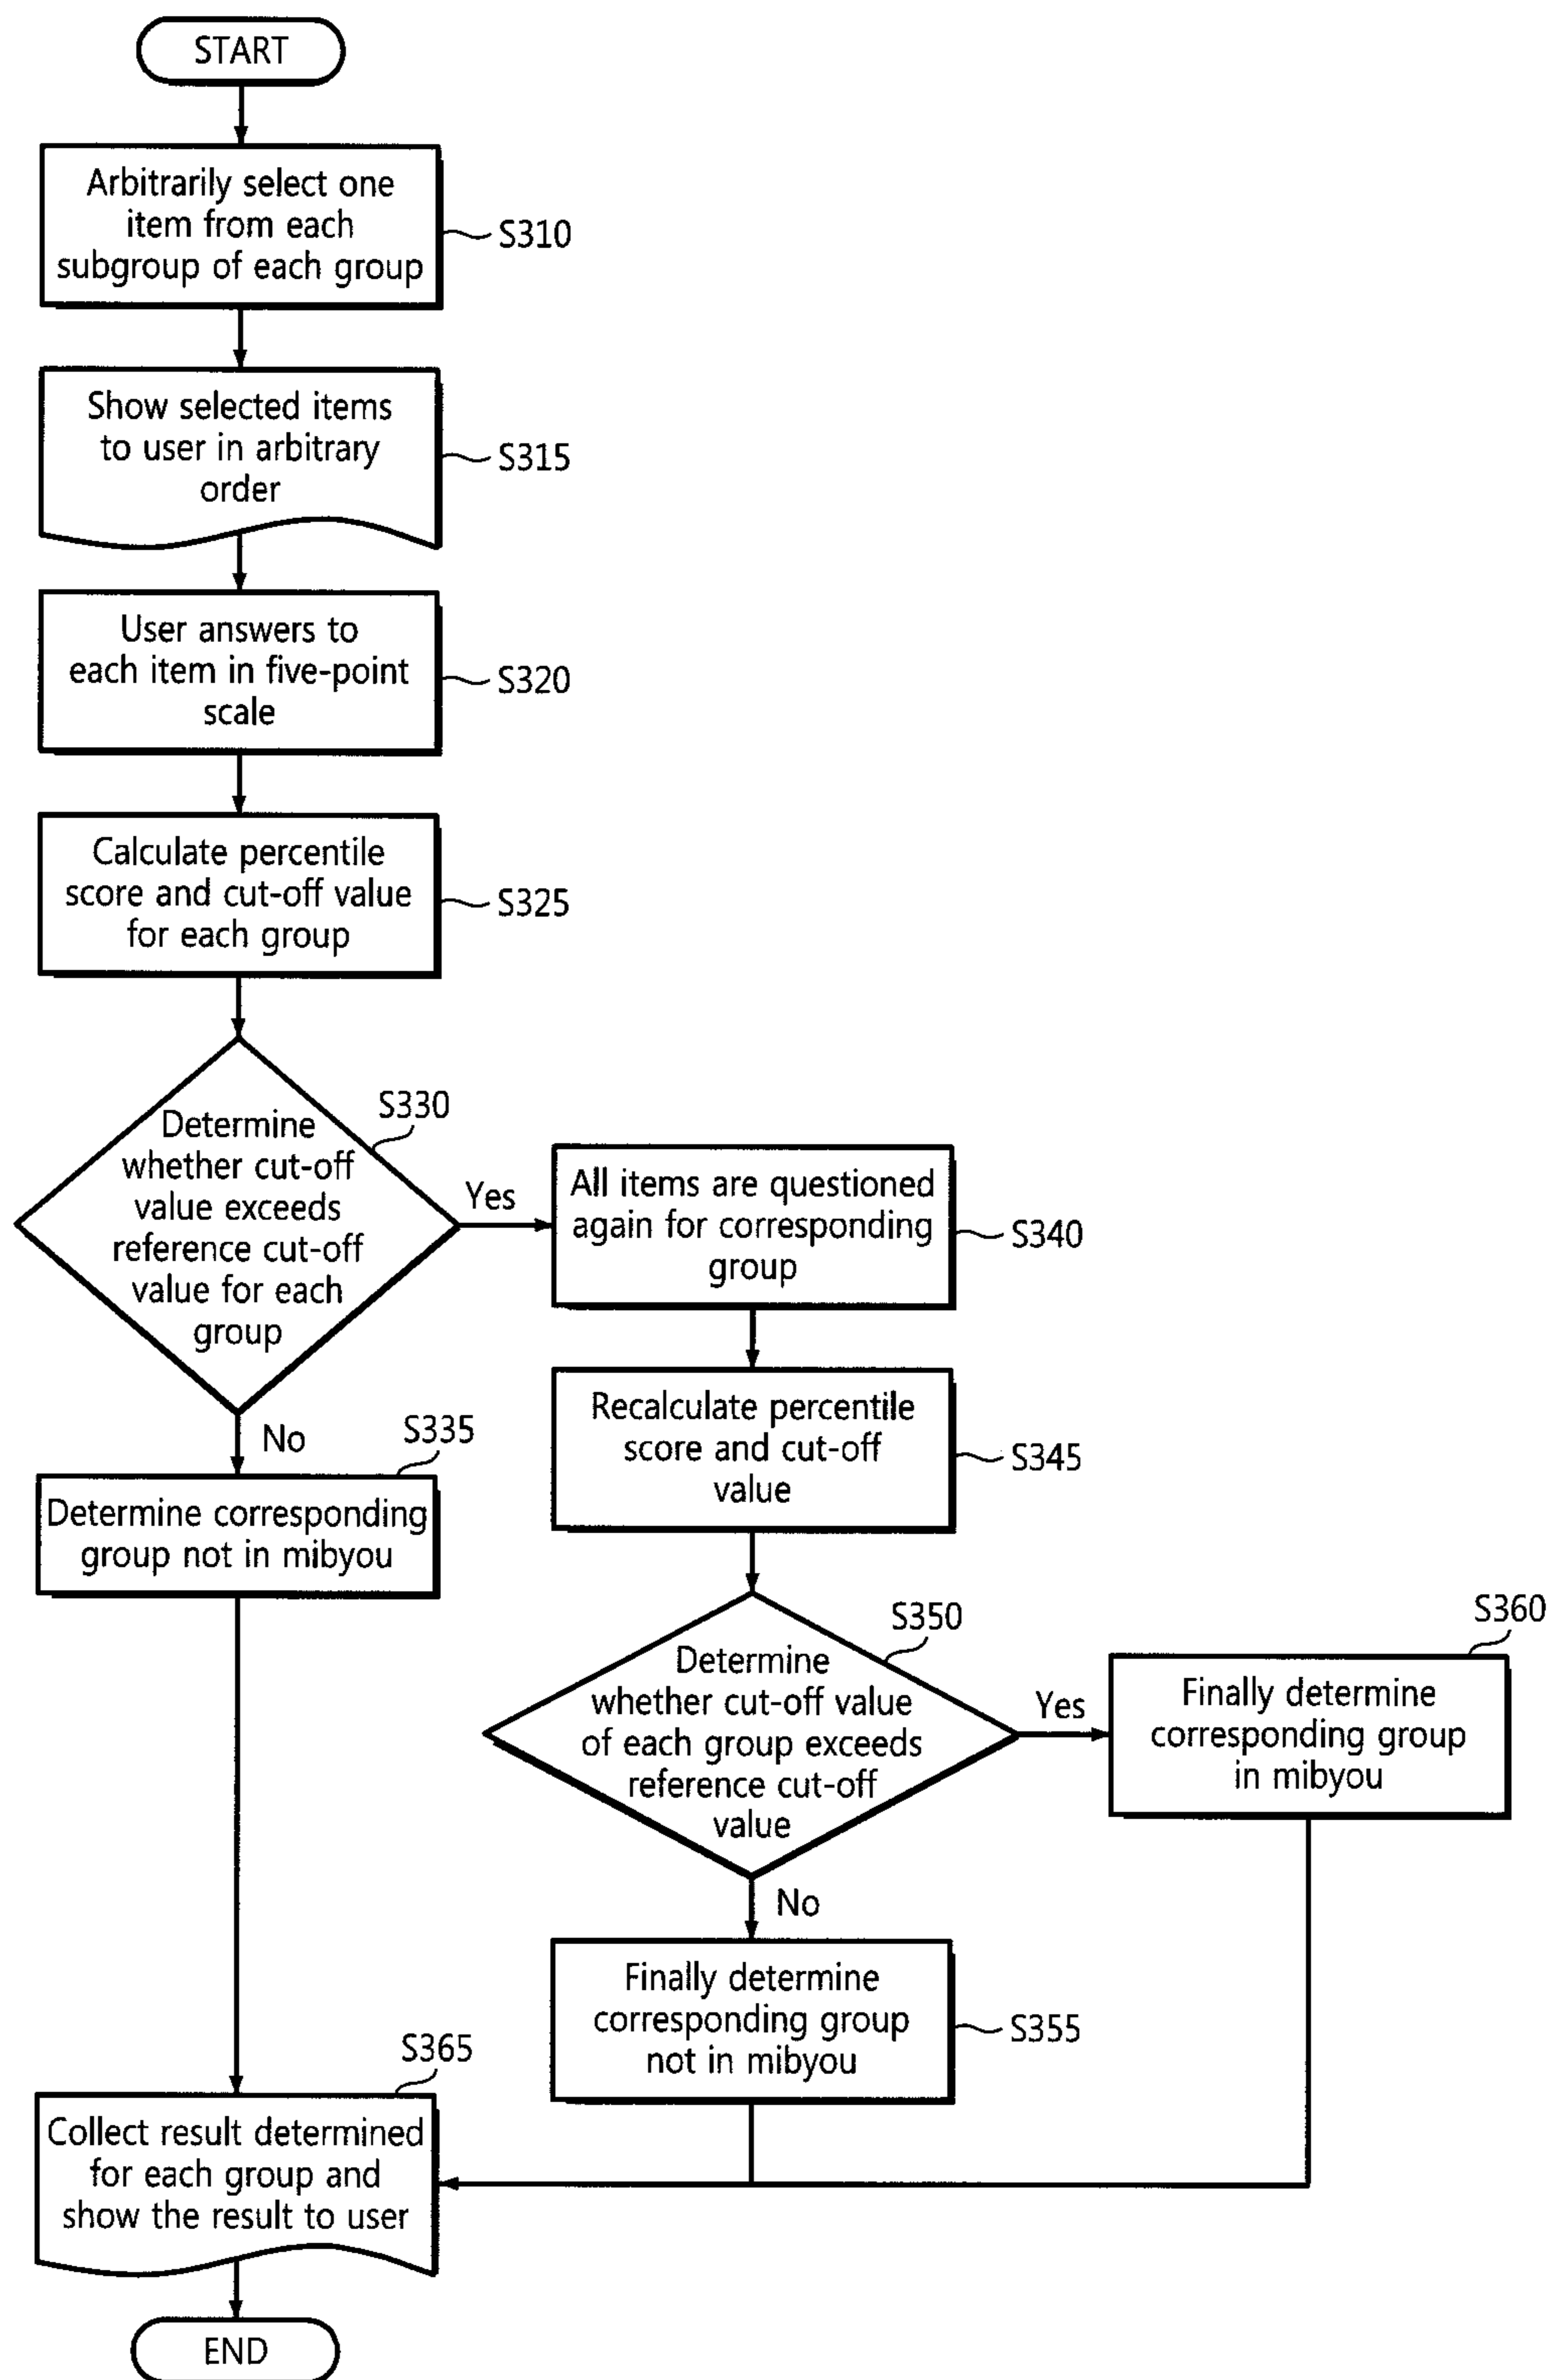 START
Arbitrarily select one
item from each
subgroup of each group
S310
Show selected items
to user in arbitrary
order
S315
User answers to
each item in five-point
scale
S320
Calculate percentile
score and cut-off value
for each group
S325
S330
Determine
whether cut-off
value exceeds
reference cut-off
value for each
group
Yes
No
All items are questioned
again for corresponding
group
S340
S335
Determine corresponding
group not in mibyou
Recalculate percentile
score and cut-off
value
S345
S350
Determine
whether cut-off value
of each group exceeds
reference cut-off
value
Yes
No
S360
Finally determine
corresponding group
in mibyou
Finally determine
corresponding group
not in mibyou
S355
S365
Collect result determined
for each group and
show the result to user
END